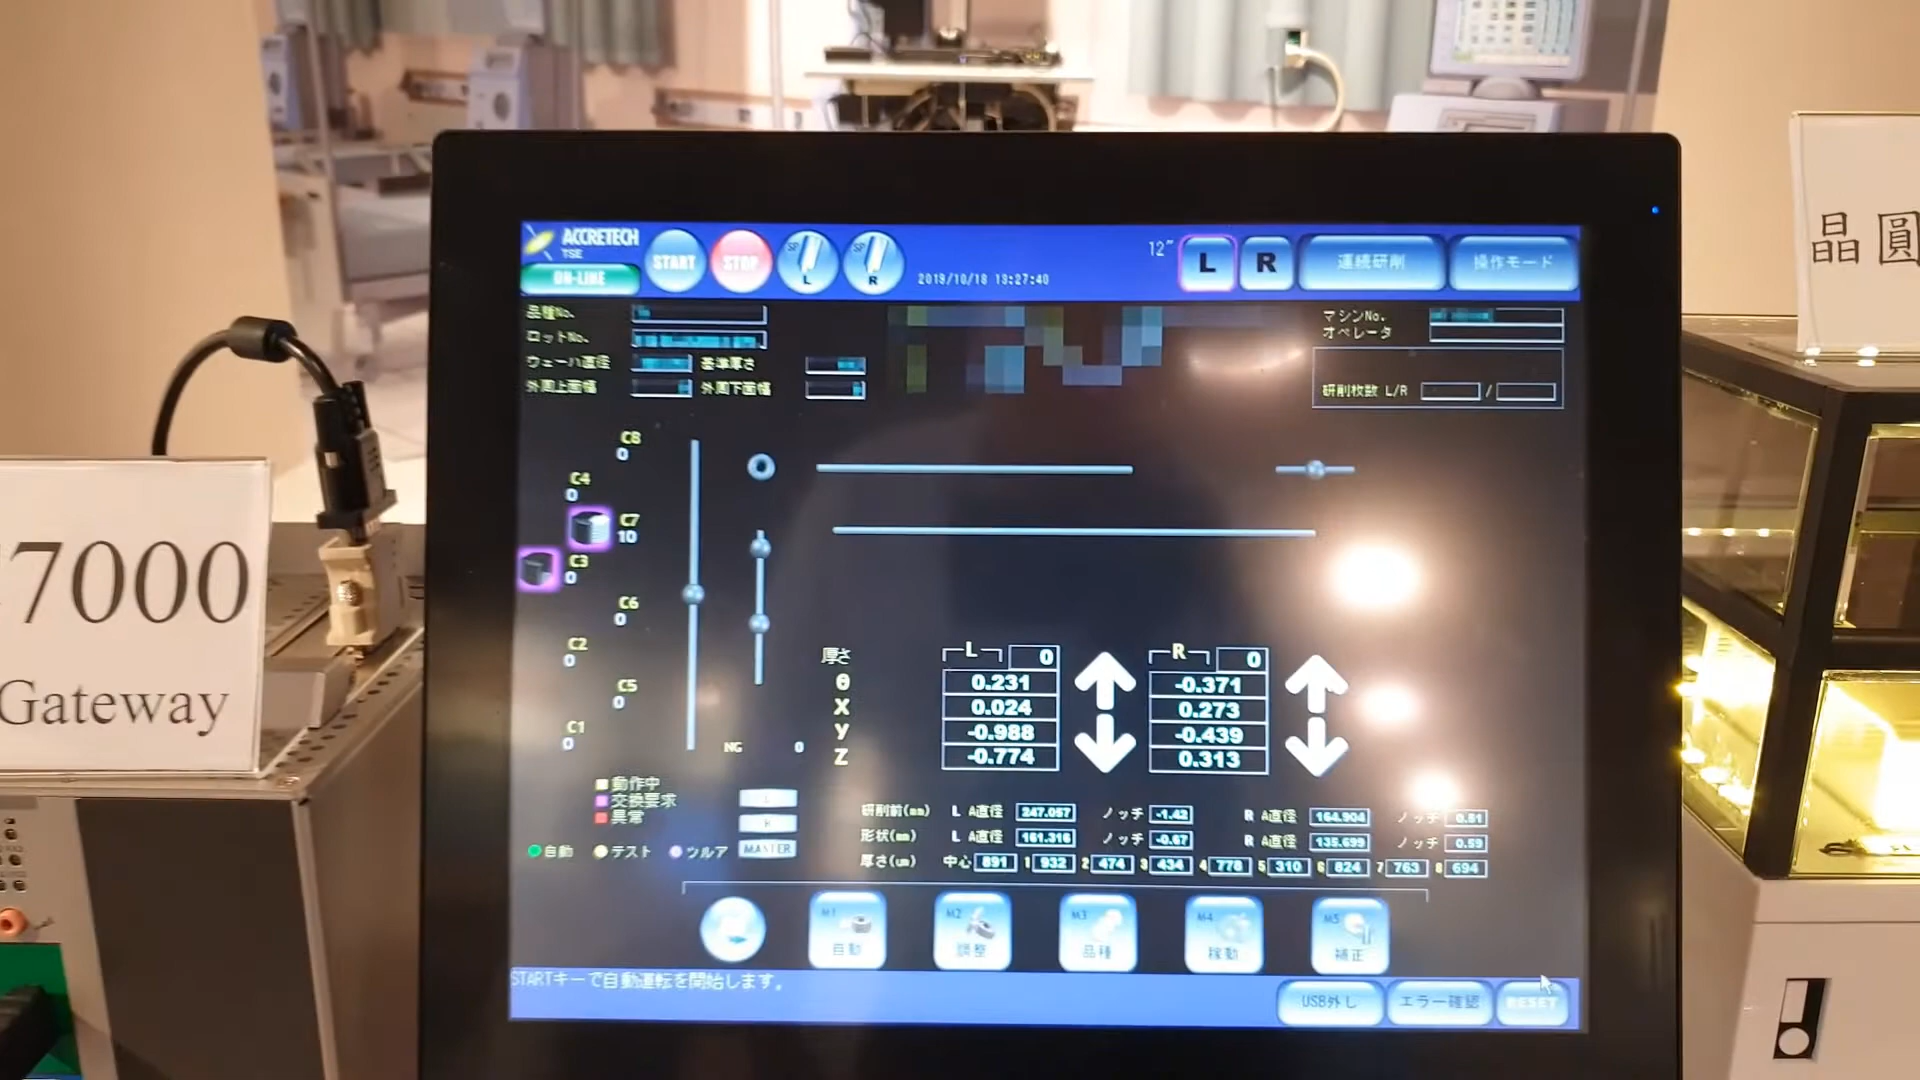 ACCRETECH
TSE
ON-LINE
START
STOP
SP L
SP R
2019/10/18 13:27:40
12"
L
R
連続研削
操作モード
品種No.
ロットNo.
ウェーハ直径
基準厚さ
外周上面幅
外周下面幅
マシンNo.
オペレータ
研削枚数 L/R /
晶圓
7000
Gateway
C8
0
C4
0
C7
10
C3
0
C6
0
C2
0
C5
0
C1
0
NG 0
厚さ L 0 R 0
θ 0.231 -0.371
X 0.024 0.273
y -0.988 -0.439
Z -0.774 0.313
動作中
交換要求
異常
自動 テスト ツルア
L
R
MASTER
研削前(mm) L A直径 247.057 ノッチ -1.42 R A直径 164.904 ノッチ 0.51
形状(mm) L A直径 161.316 ノッチ -0.67 R A直径 135.699 ノッチ 0.59
厚さ(um) 中心 891 1 932 2 474 3 434 4 778 5 310 6 824 7 763 8 694
M1 自動
M2 調整
M3 品種
M4 稼動
M5 補正
STARTキーで自動運転を開始します。
USB外し
エラー確認
RESET